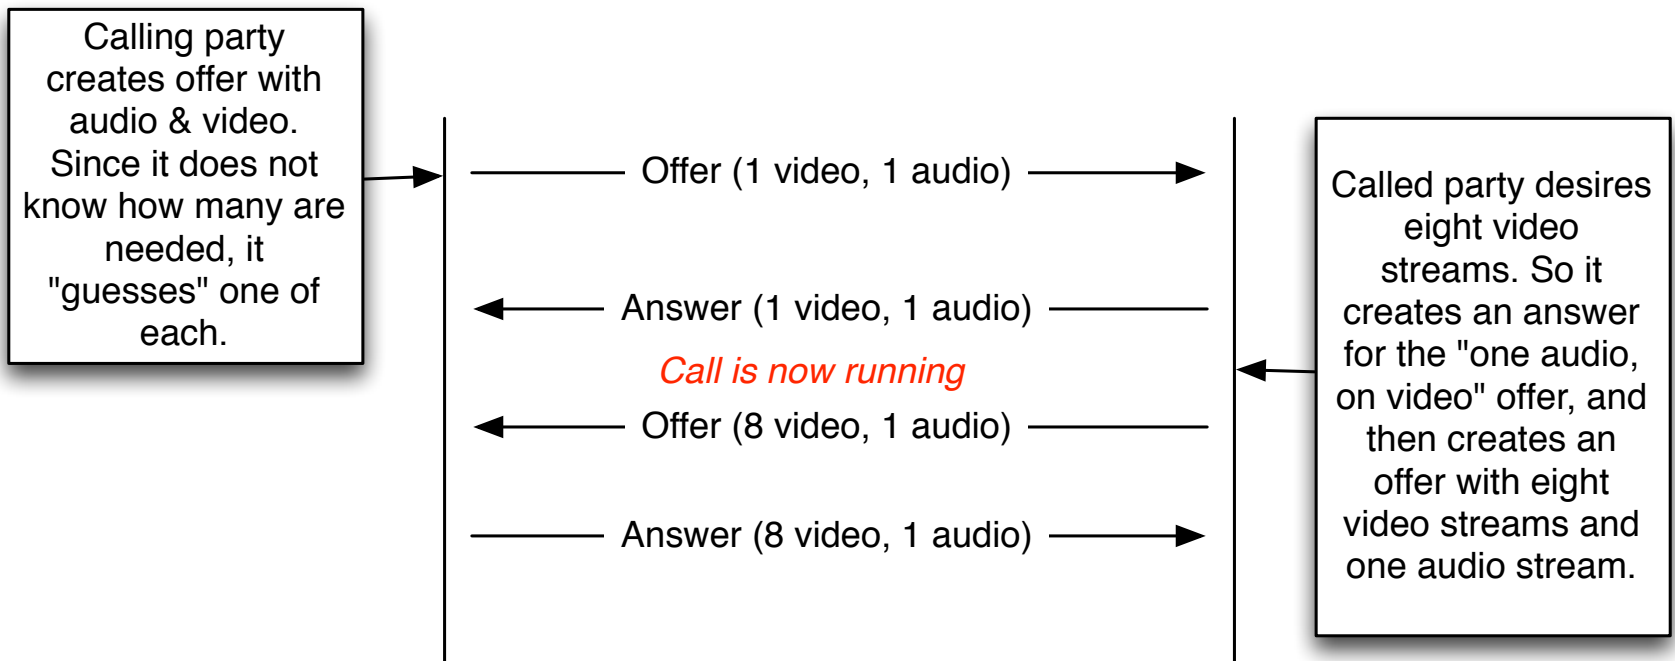 Calling party
creates offer with
audio & video.
Since it does not
know how many are
needed, it
"guesses" one of
each.
Offer (1 video, 1 audio)
Answer (1 video, 1 audio)
Call is now running
Offer (8 video, 1 audio)
Answer (8 video, 1 audio)
Called party desires
eight video
streams. So it
creates an answer
for the "one audio,
on video" offer, and
then creates an
offer with eight
video streams and
one audio stream.